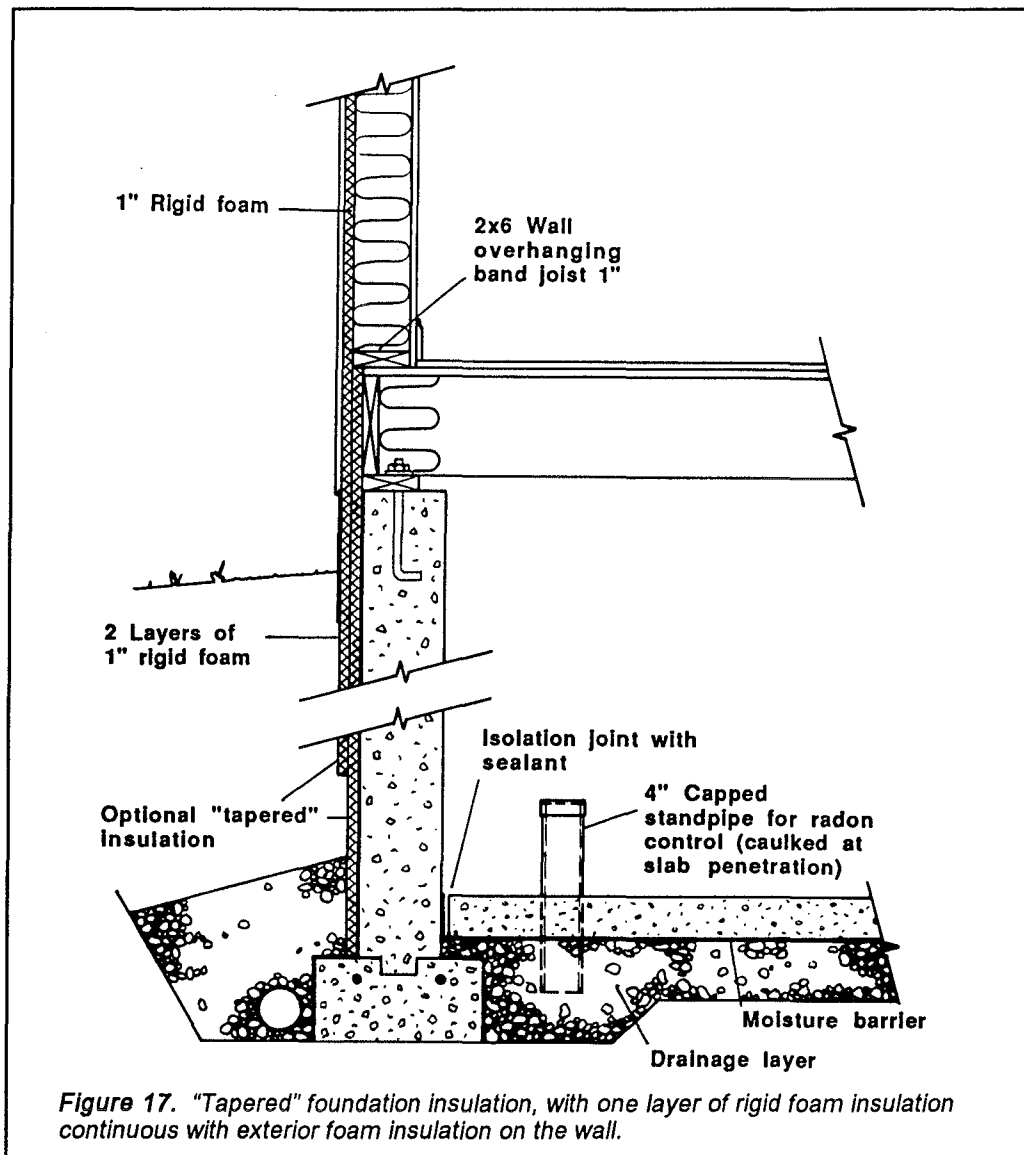 1" Rigid foam
2x6 Wall
overhanging
band joist 1"
2 Layers of
1" rigid foam
Isolation joint with
sealant
4" Capped
standpipe for radon
control (caulked at
slab penetration)
Optional "tapered"
insulation
Moisture barrier
Drainage layer
Figure 17. "Tapered" foundation insulation, with one layer of rigid foam insulation
continuous with exterior foam insulation on the wall.